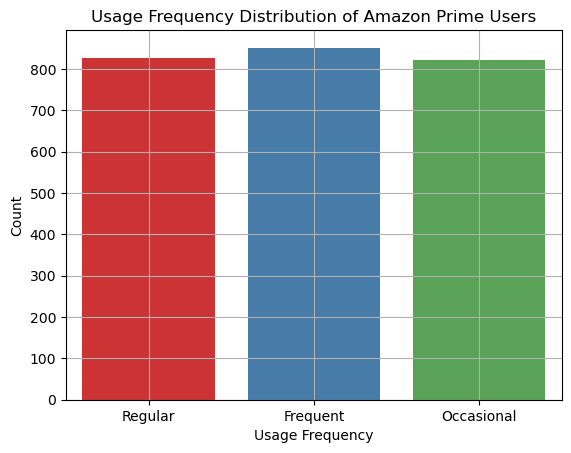 Usage Frequency Distribution of Amazon Prime Users
800
700
600
500
400
300
200
100
0
Count
Regular Frequent Occasional
Usage Frequency